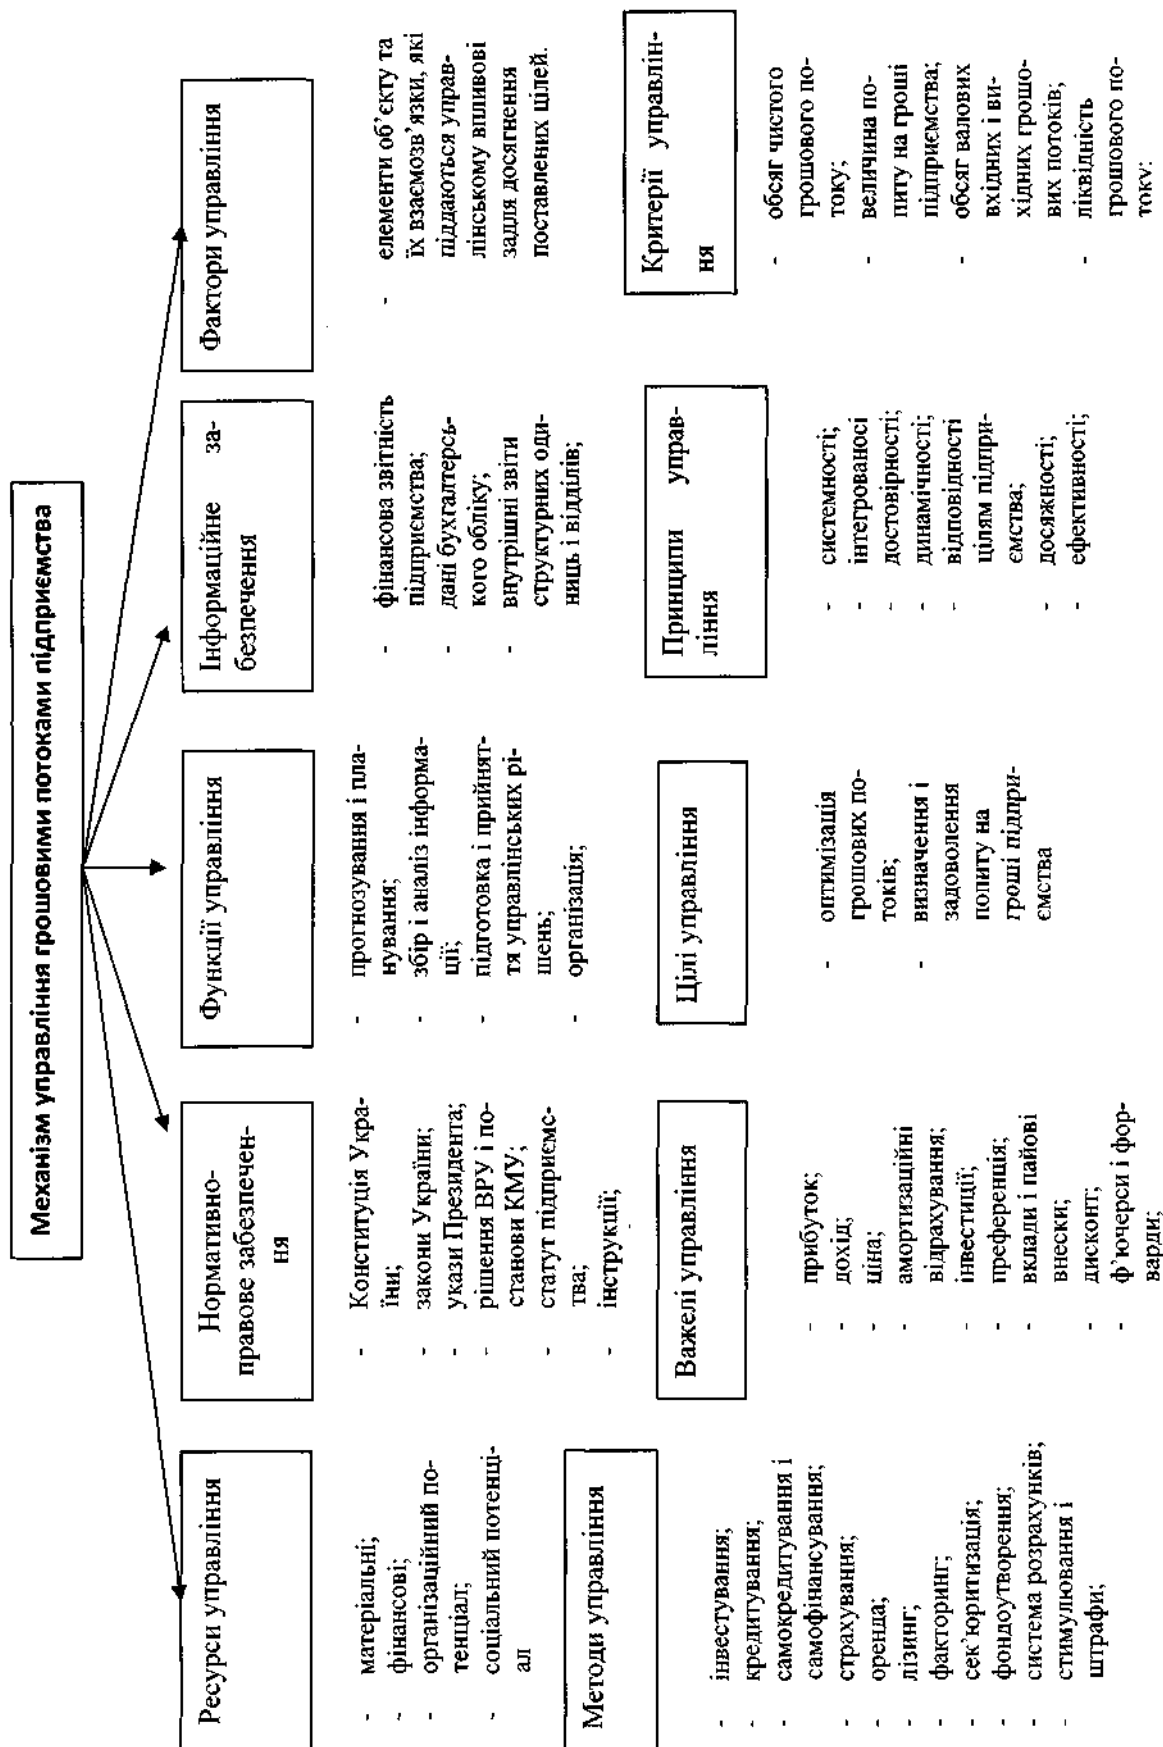 Механізм управління грошовими потоками підприємства
Ресурси управління
- матеріальні;
- фінансові;
- організаційний по-
тенціал;
- соціальний потенці-
ал
Нормативно-
правове забезпечен-
ня
- Конституція Укра-
їни;
- закони України;
- укази Президента;
- рішення ВРУ і по-
станови КМУ;
- статут підприємс-
тва;
- інструкції;
Функції управління
- прогнозування і пла-
нування;
- збір і аналіз інформа-
ції;
- підготовка і прийнят-
тя управлінських рі-
шень;
- організація;
Інформаційне за-
безпечення
- фінансова звітність
підприємства;
- дані бухгалтерсь-
кого обліку;
- внутрішні звіти
структурних оди-
ниць і відділів;
Фактори управління
- елементи об'єкту та
їх взаємозв'язки, які
піддаються управ-
лінському впливові
задля досягнення
поставлених цілей.
Методи управління
- інвестування;
- кредитування;
- самокредитування і
самофінансування;
- страхування;
- оренда;
- лізинг;
- факторинг;
- сек'юритизація;
- фондоутворення;
- система розрахунків;
- стимулювання і
штрафи;
Важелі управління
- прибуток;
- дохід;
- ціна;
- амортизаційні
відрахування;
- інвестиції;
- преференція;
- вклади і пайові
внески;
- дисконт;
- ф'ючерси і фор-
варди;
Цілі управління
- оптимізація
грошових по-
токів;
- визначення і
задоволення
попиту на
гроші підпри-
ємства
Принципи управ-
ління
- системності;
- інтегрованосі
- достовірності;
- динамічності;
- відповідності
цілям підпри-
ємства;
- досяжності;
- ефективності;
Критерії управлін-
ня
- обсяг чистого
грошового по-
току;
- величина по-
питу на гроші
підприємства;
- обсяг валових
вхідних і ви-
хідних грошо-
вих потоків;
- ліквідність
грошового по-
току: